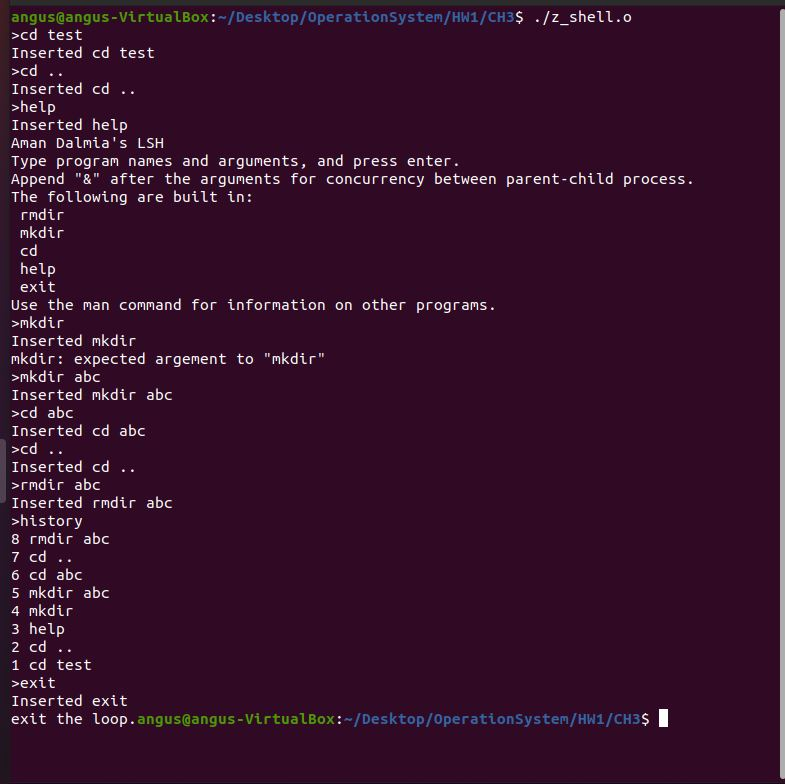 angus@angus-VirtualBox:~/Desktop/OperationSystem/HW1/CH3$ ./z_shell.o
>cd test
Inserted cd test
>cd ..
Inserted cd ..
>help
Inserted help
Aman Dalmia's LSH
Type program names and arguments, and press enter.
Append "&" after the arguments for concurrency between parent-child process.
The following are built in:
 rmdir
 mkdir
 cd
 help
 exit
Use the man command for information on other programs.
>mkdir
Inserted mkdir
mkdir: expected argement to "mkdir"
>mkdir abc
Inserted mkdir abc
>cd abc
Inserted cd abc
>cd ..
Inserted cd ..
>rmdir abc
Inserted rmdir abc
>history
8 rmdir abc
7 cd ..
6 cd abc
5 mkdir abc
4 mkdir
3 help
2 cd ..
1 cd test
>exit
Inserted exit
exit the loop.angus@angus-VirtualBox:~/Desktop/OperationSystem/HW1/CH3$